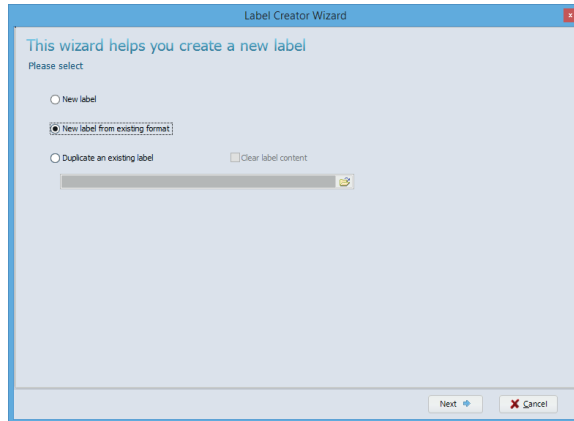 Label Creator Wizard
x
This wizard helps you create a new label
Please select
New label
New label from existing format
Duplicate an existing label Clear label content
Next Cancel